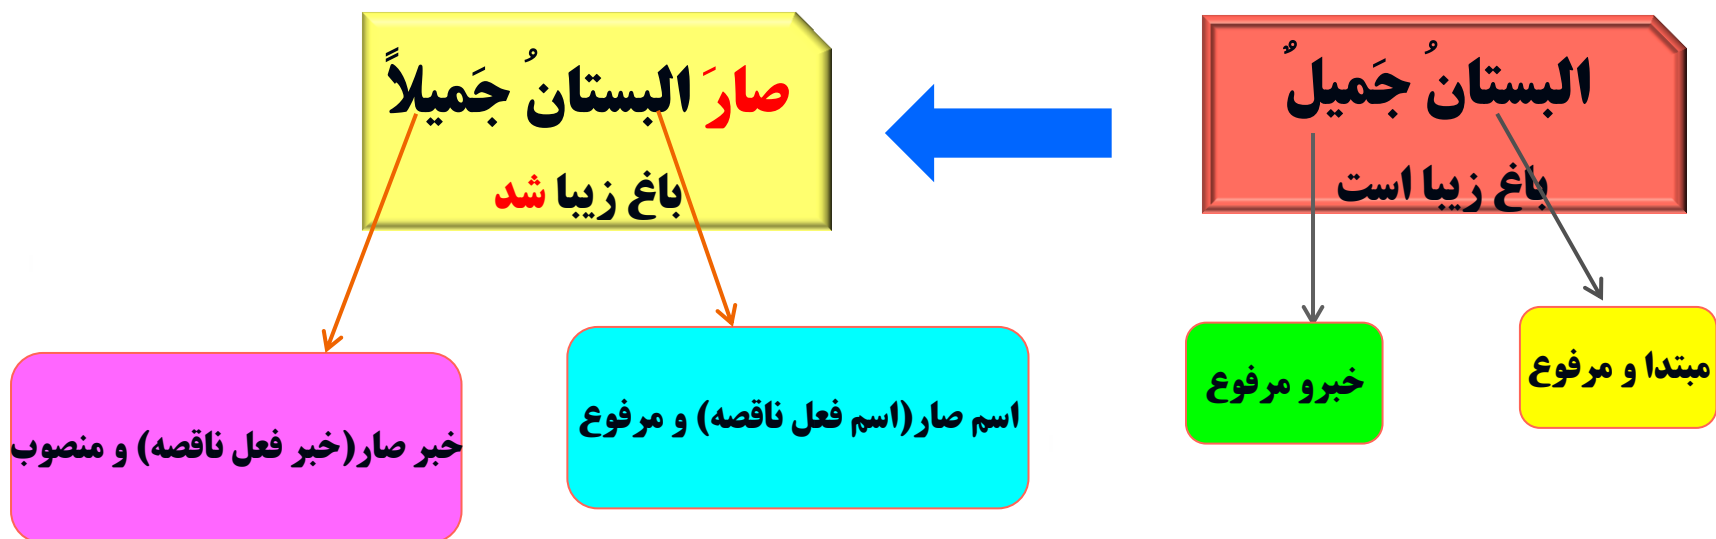 البستانُ جَميلٌ
باغ زیبا است
صارَ البستانُ جَميلاً
باغ زیبا شد
مبتدا و مرفوع
خبرو مرفوع
اسم صار(اسم فعل ناقصه) و مرفوع
خبر صار(خبر فعل ناقصه) و منصوب